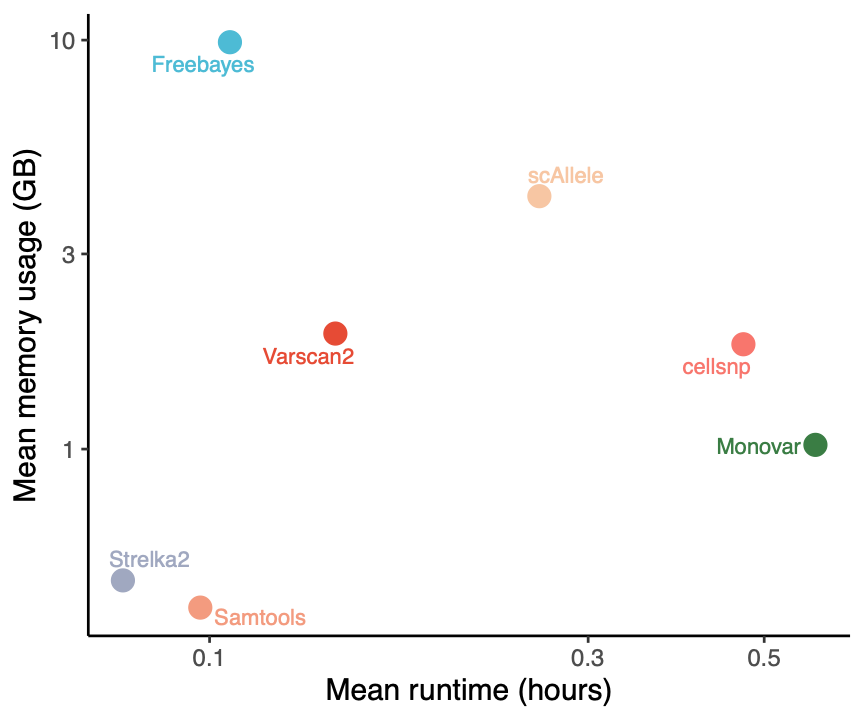 10
Freebayes
scAllele
3
Varscan2
cellsnp
1
Monovar
Strelka2
Samtools
0.1
0.3
0.5
Mean runtime (hours)
Mean memory usage (GB)